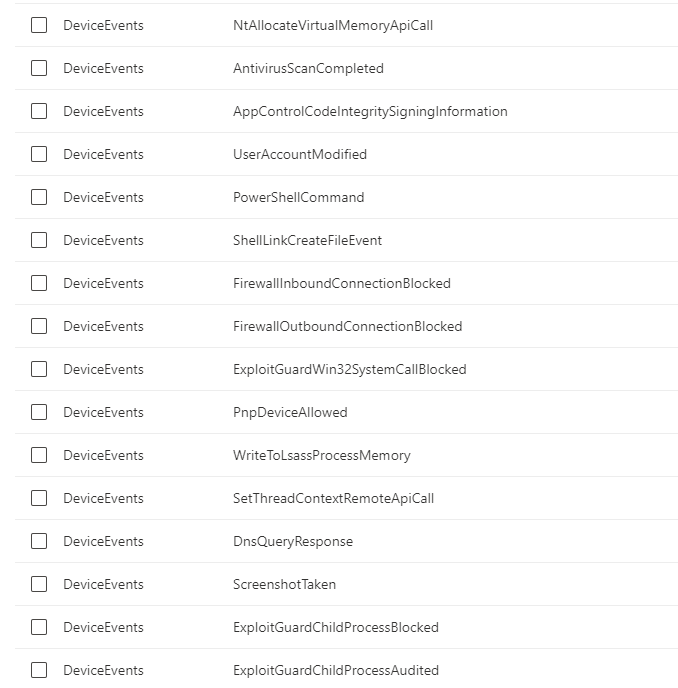 DeviceEvents NtAllocateVirtualMemoryApiCall
DeviceEvents AntivirusScanCompleted
DeviceEvents AppControlCodeIntegritySigningInformation
DeviceEvents UserAccountModified
DeviceEvents PowerShellCommand
DeviceEvents ShellLinkCreateFileEvent
DeviceEvents FirewallInboundConnectionBlocked
DeviceEvents FirewallOutboundConnectionBlocked
DeviceEvents ExploitGuardWin32SystemCallBlocked
DeviceEvents PnpDeviceAllowed
DeviceEvents WriteToLsassProcessMemory
DeviceEvents SetThreadContextRemoteApiCall
DeviceEvents DnsQueryResponse
DeviceEvents ScreenshotTaken
DeviceEvents ExploitGuardChildProcessBlocked
DeviceEvents ExploitGuardChildProcessAudited